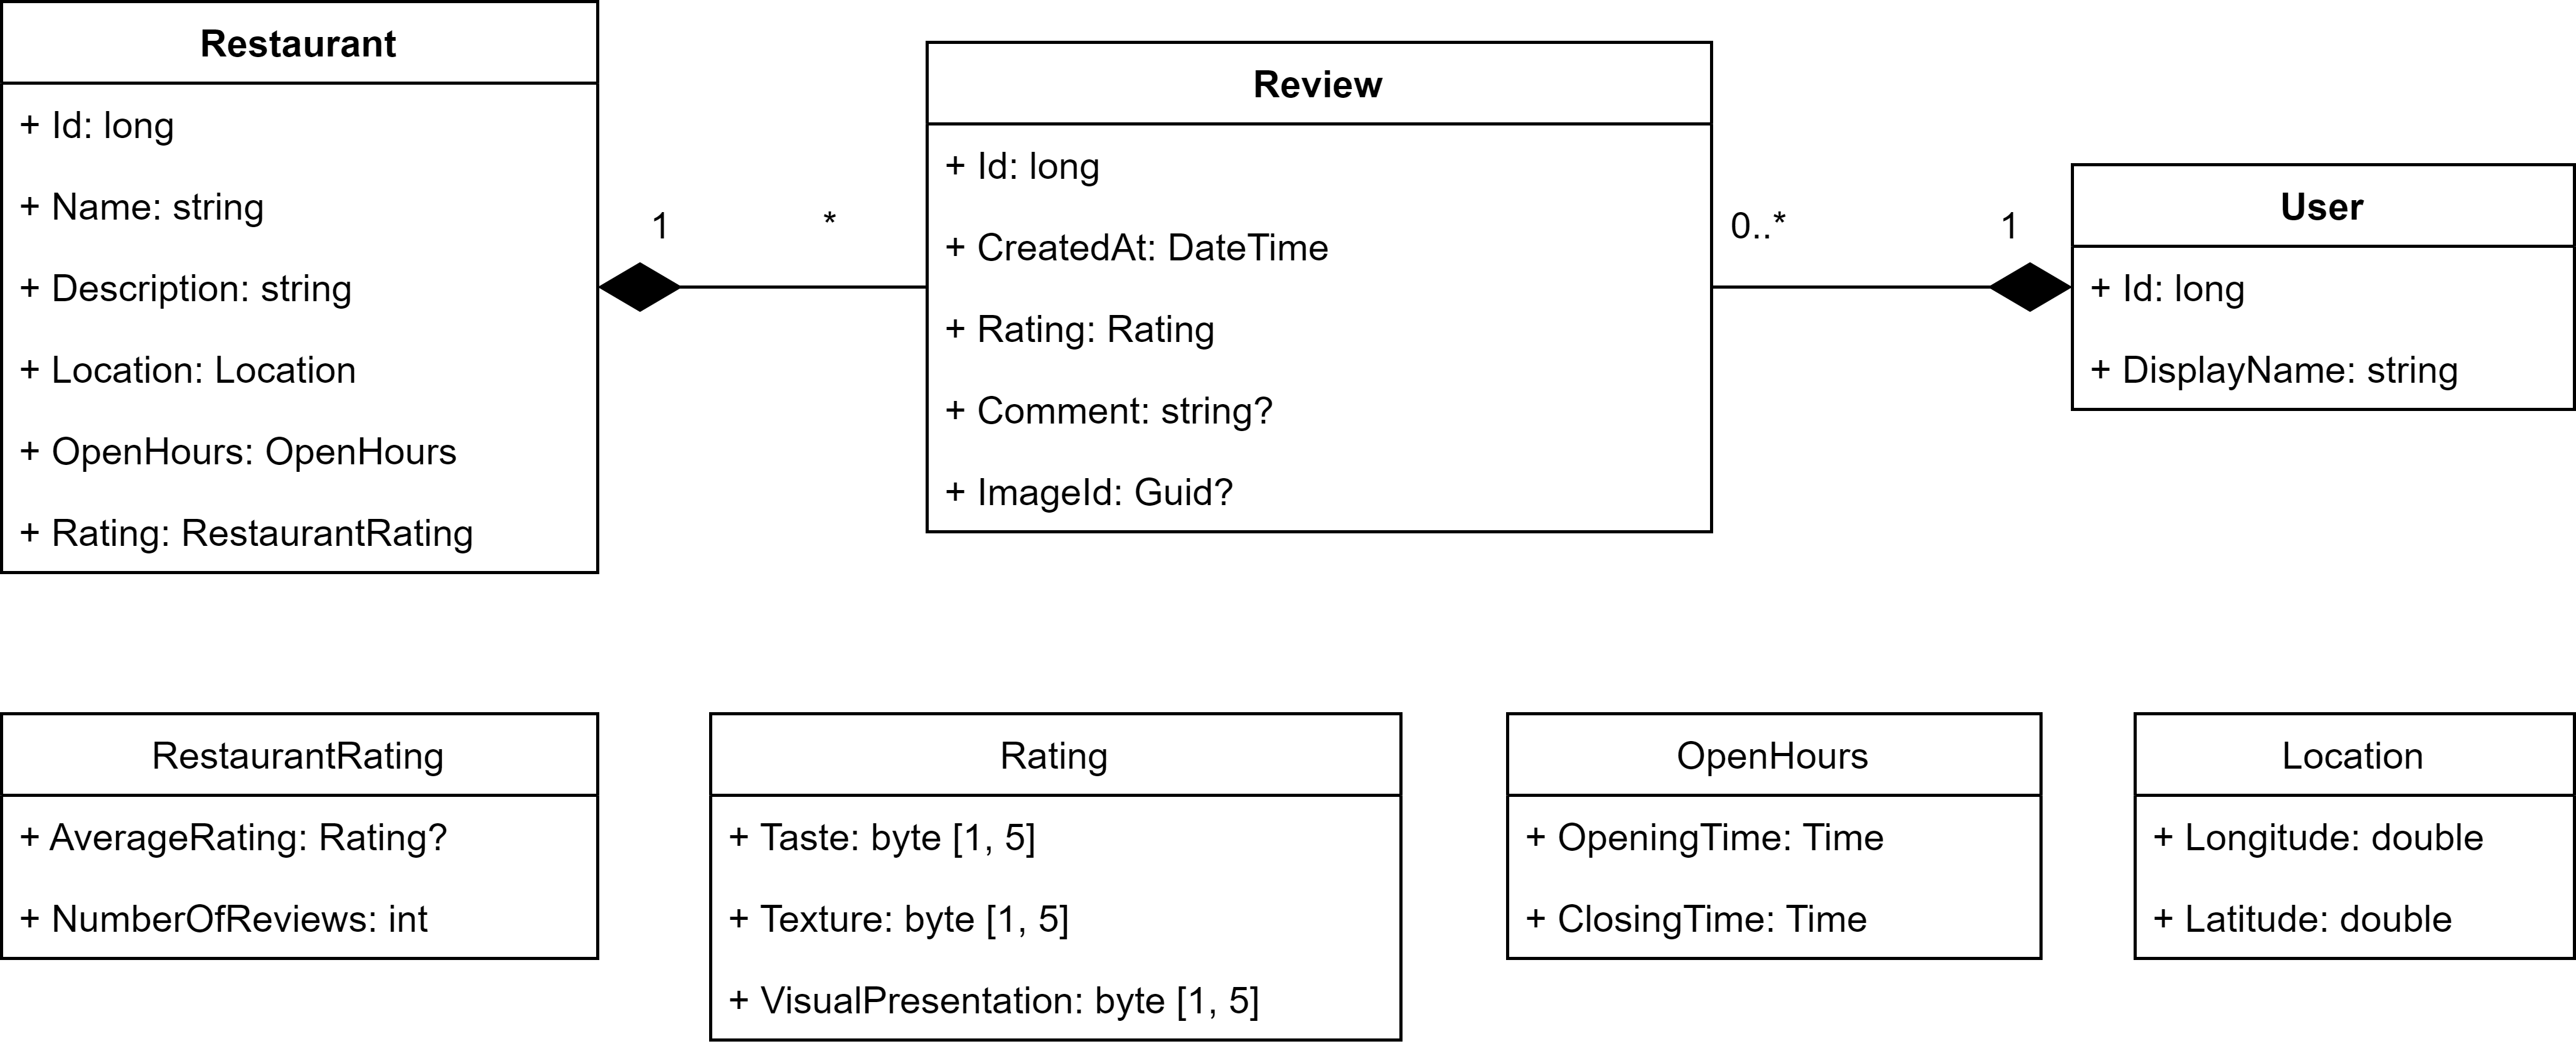 Restaurant
+ Id: long
+ Name: string
+ Description: string
+ Location: Location
+ OpenHours: OpenHours
+ Rating: RestaurantRating
1
*
Review
+ Id: long
+ CreatedAt: DateTime
+ Rating: Rating
+ Comment: string?
+ ImageId: Guid?
0..*
1
User
+ Id: long
+ DisplayName: string
RestaurantRating
+ AverageRating: Rating?
+ NumberOfReviews: int
Rating
+ Taste: byte [1, 5]
+ Texture: byte [1, 5]
+ VisualPresentation: byte [1, 5]
OpenHours
+ OpeningTime: Time
+ ClosingTime: Time
Location
+ Longitude: double
+ Latitude: double